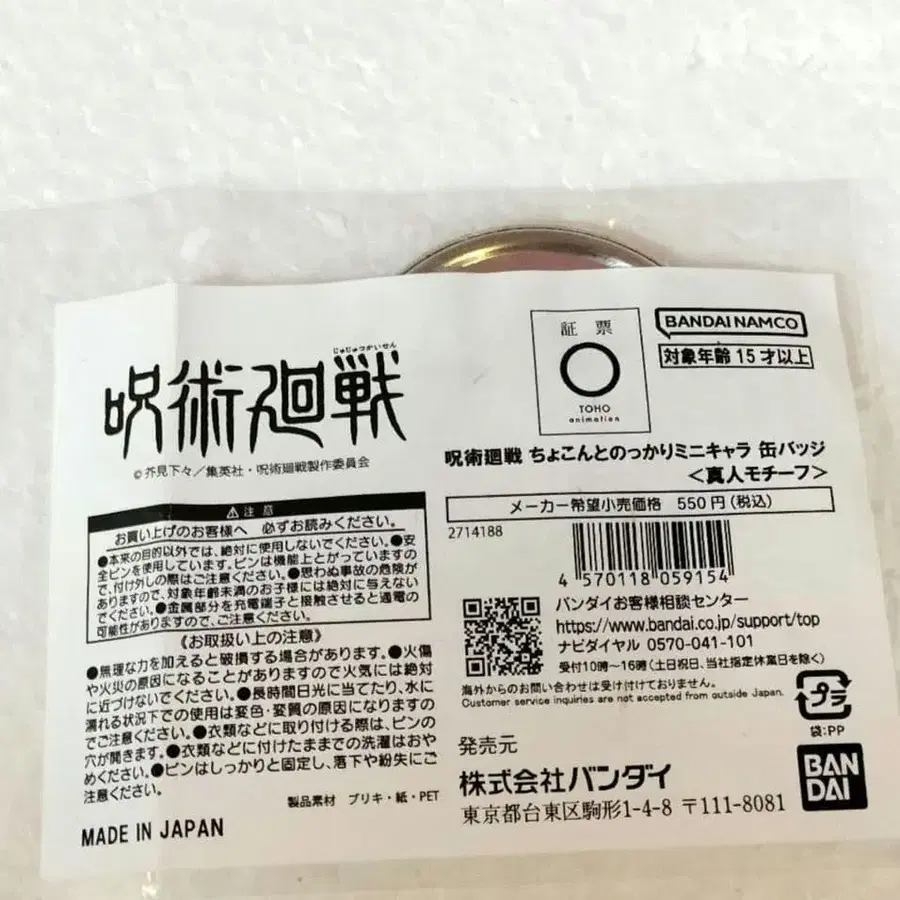 じゅじゅつかいせん
呪術廻戦
©芥見下々／集英社・呪術廻戦製作委員会
⚠注意
お買い上げのお客様へ 必ずお読みください。
●本来の目的以外では、絶対に使用しないでください。●安
全ピンを使用しています。ピンは機能上とがっていますの
で、付け外しの際はご注意ください。●思わぬ事故の危険が
ありますので、対象年齢未満のお子様には絶対に与えない
でください。●金属部分を充電端子と接触させると通電の
可能性がありますので、ご注意ください。
《お取扱い上の注意》
●無理な力を加えると破損する場合があります。●火傷
や火災の原因になることがありますので火気には絶対
に近づけないでください。●長時間日光に当てたり、水に
濡れる状況下での使用は変色・変質の原因になりますの
でご注意ください。●衣類などに取り付ける際は、ピンの
穴が開きます。●衣類などに付けたままでの洗濯はおや
めください。●ピンはしっかりと固定し、落下や紛失にご
注意ください。
製品素材 ブリキ・紙・PET
MADE IN JAPAN
証票
TOHO
animation
BANDAI NAMCO
対象年齢15才以上
呪術廻戦 ちょこんとのっかりミニキャラ 缶バッジ
＜真人モチーフ＞
メーカー希望小売価格 550円(税込)
2714188
4 570118 059154
バンダイお客様相談センター
https://www.bandai.co.jp/support/top
ナビダイヤル 0570-041-101
受付10時～16時(土日祝日、当社指定休業日を除く)
海外からのお問い合わせは受け付けておりません。
Customer service inquiries are not accepted from outside Japan.
プラ
袋:PP
発売元
株式会社バンダイ
東京都台東区駒形1-4-8 〒111-8081
BAN
DAI